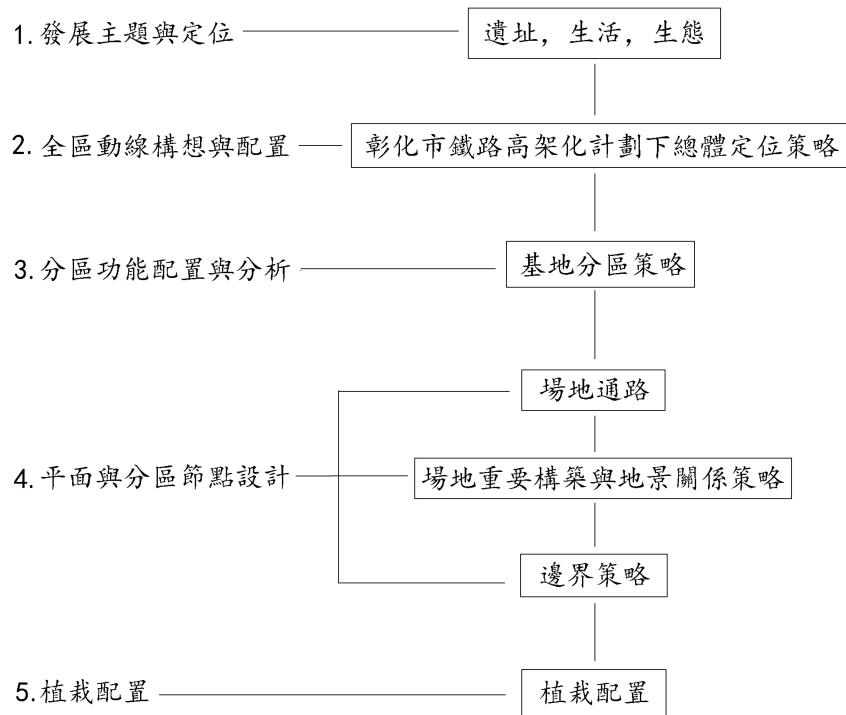 1.發展主題與定位
遺址，生活，生態
2.全區動線構想與配置
彰化市鐵路高架化計劃下總體定位策略
3.分區功能配置與分析
基地分區策略
場地通路
4.平面與分區節點設計
場地重要構築與地景關係策略
邊界策略
5.植栽配置
植栽配置